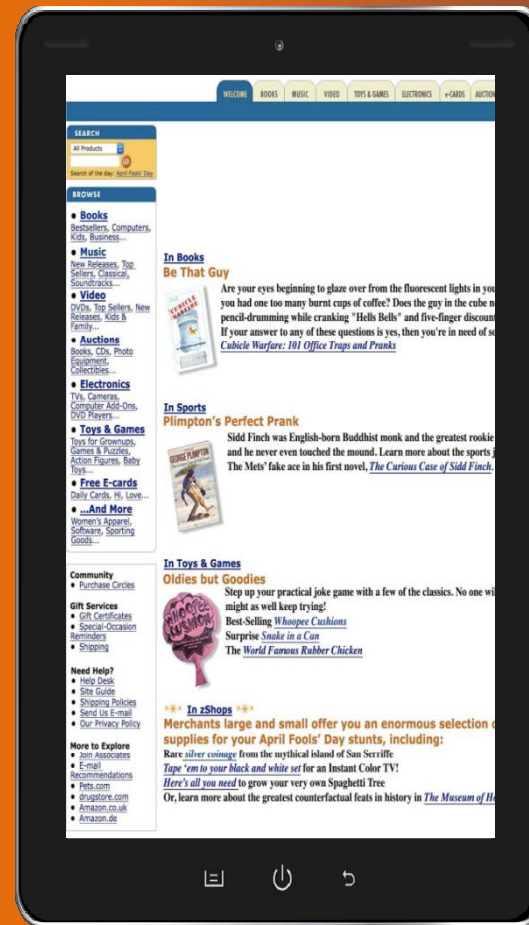 WELCOME BOOKS MUSIC VIDEO TOYS & GAMES ELECTRONICS e-CARDS AUCTION
SEARCH
All Products
GO!
Search of the day: April Fools' Day
BROWSE
• Books
Bestsellers, Computers,
Kids, Business...
• Music
New Releases, Top
Sellers, Classical,
Soundtracks...
• Video
DVDs, Top Sellers, New
Releases, Kids &
Family...
• Auctions
Books, CDs, Photo
Equipment,
Collectibles...
• Electronics
TVs, Cameras,
Computer Add-Ons,
DVD Players...
• Toys & Games
Toys for Grownups,
Games & Puzzles,
Action Figures, Baby
Toys...
• Free E-cards
Daily Cards, Hi, Love...
• ...And More
Women's Apparel,
Software, Sporting
Goods...
Community
• Purchase Circles
Gift Services
• Gift Certificates
• Special-Occasion
Reminders
• Shipping
Need Help?
• Help Desk
• Site Guide
• Shipping Policies
• Send Us E-mail
• Our Privacy Policy
More to Explore
• Join Associates
• E-mail
Recommendations
• Pets.com
• drugstore.com
• Amazon.co.uk
• Amazon.de
In Books
Be That Guy
CUBICLE
WARFARE
Are your eyes beginning to glaze over from the fluorescent lights in you
you had one too many burnt cups of coffee? Does the guy in the cube n
pencil-drumming while cranking "Hells Bells" and five-finger discount
If your answer to any of these questions is yes, then you're in need of so
Cubicle Warfare: 101 Office Traps and Pranks
In Sports
Plimpton's Perfect Prank
GEORGE PLIMPTON
Sidd Finch was English-born Buddhist monk and the greatest rookie
and he never even touched the mound. Learn more about the sports j
The Mets' fake ace in his first novel, The Curious Case of Sidd Finch.
In Toys & Games
Oldies but Goodies
WHOOPEE
CUSHION
Step up your practical joke game with a few of the classics. No one wil
might as well keep trying!
Best-Selling Whoopee Cushions
Surprise Snake in a Can
The World Famous Rubber Chicken
In zShops
Merchants large and small offer you an enormous selection o
supplies for your April Fools' Day stunts, including:
Rare silver coinage from the mythical island of San Serriffe
Tape 'em to your black and white set for an Instant Color TV!
Here's all you need to grow your very own Spaghetti Tree
Or, learn more about the greatest counterfactual feats in history in The Museum of Ho